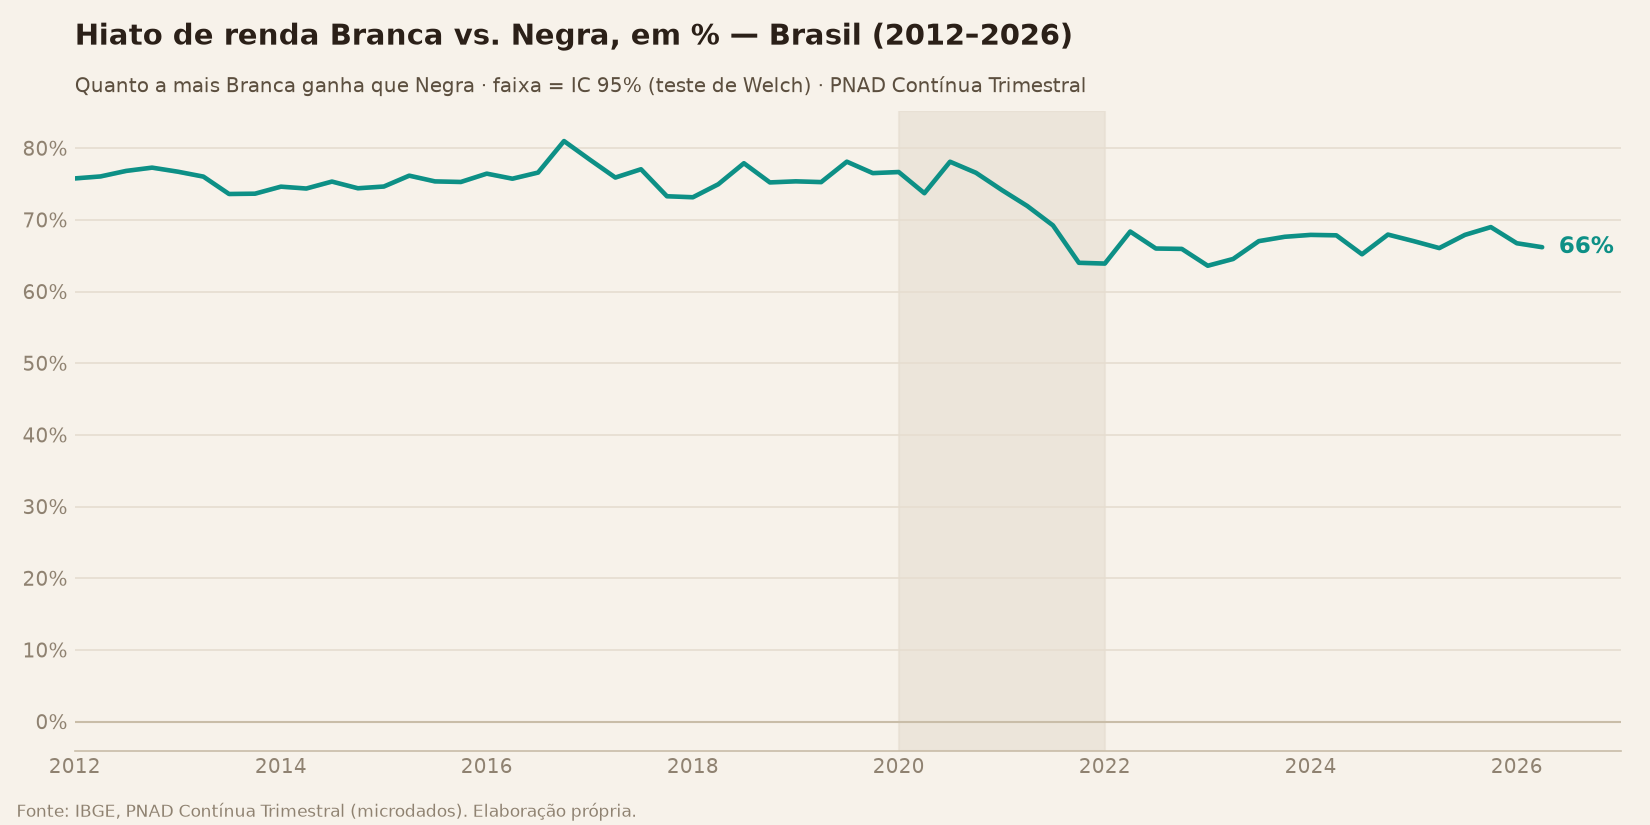 Hiato de renda Branca vs. Negra, em % — Brasil (2012–2026)
Quanto a mais Branca ganha que Negra · faixa = IC 95% (teste de Welch) · PNAD Contínua Trimestral
80%
70%
66%
60%
50%
40%
30%
20%
10%
0%
2012 2014 2016 2018 2020 2022 2024 2026
Fonte: IBGE, PNAD Contínua Trimestral (microdados). Elaboração própria.